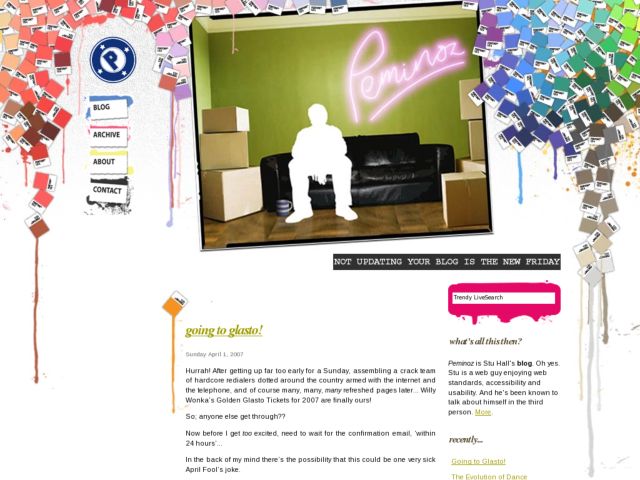 P
BLOG
ARCHIVE
ABOUT
CONTACT
Peminoz
NOT UPDATING YOUR BLOG IS THE NEW FRIDAY
Trendy LiveSearch
going to glasto!
Sunday April 1, 2007
Hurrah! After getting up far too early for a Sunday, assembling a crack team
of hardcore redialers dotted around the country armed with the internet and
the telephone, and of course many, many, many refreshed pages later... Willy
Wonka's Golden Glasto Tickets for 2007 are finally ours!
So; anyone else get through??
Now before I get too excited, need to wait for the confirmation email, 'within
24 hours'...
In the back of my mind there's the possibility that this could be one very sick
April Fool's joke.
what's all this then?
Peminoz is Stu Hall's blog. Oh yes.
Stu is a web guy enjoying web
standards, accessibility and
usability. And he's been known to
talk about himself in the third
person. More.
recently...
Going to Glasto!
The Evolution of Dance